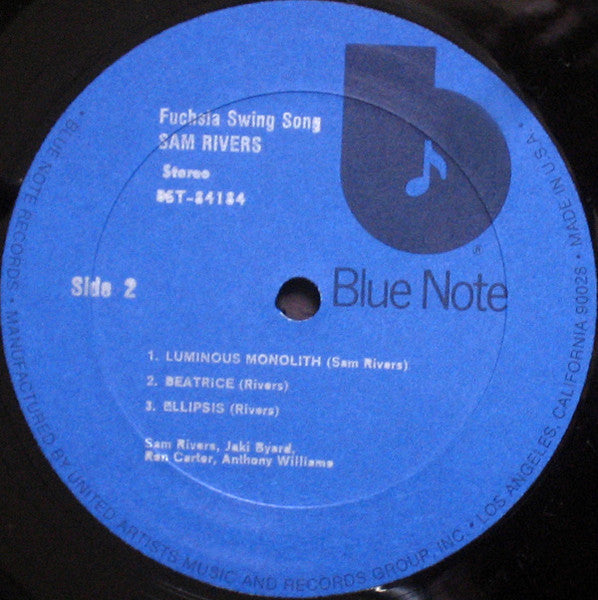 Fuchsia Swing Song
SAM RIVERS
Stereo
BST-84184
®
Blue Note
Side 2
1. LUMINOUS MONOLITH (Sam Rivers)
2. BEATRICE (Rivers)
3. ELLIPSIS (Rivers)
Sam Rivers, Jaki Byard,
Ron Carter, Anthony Williams
• BLUE NOTE RECORDS • MANUFACTURED BY UNITED ARTISTS MUSIC AND RECORDS GROUP, INC. • LOS ANGELES, CALIFORNIA 90028 • MADE IN U.S.A. •